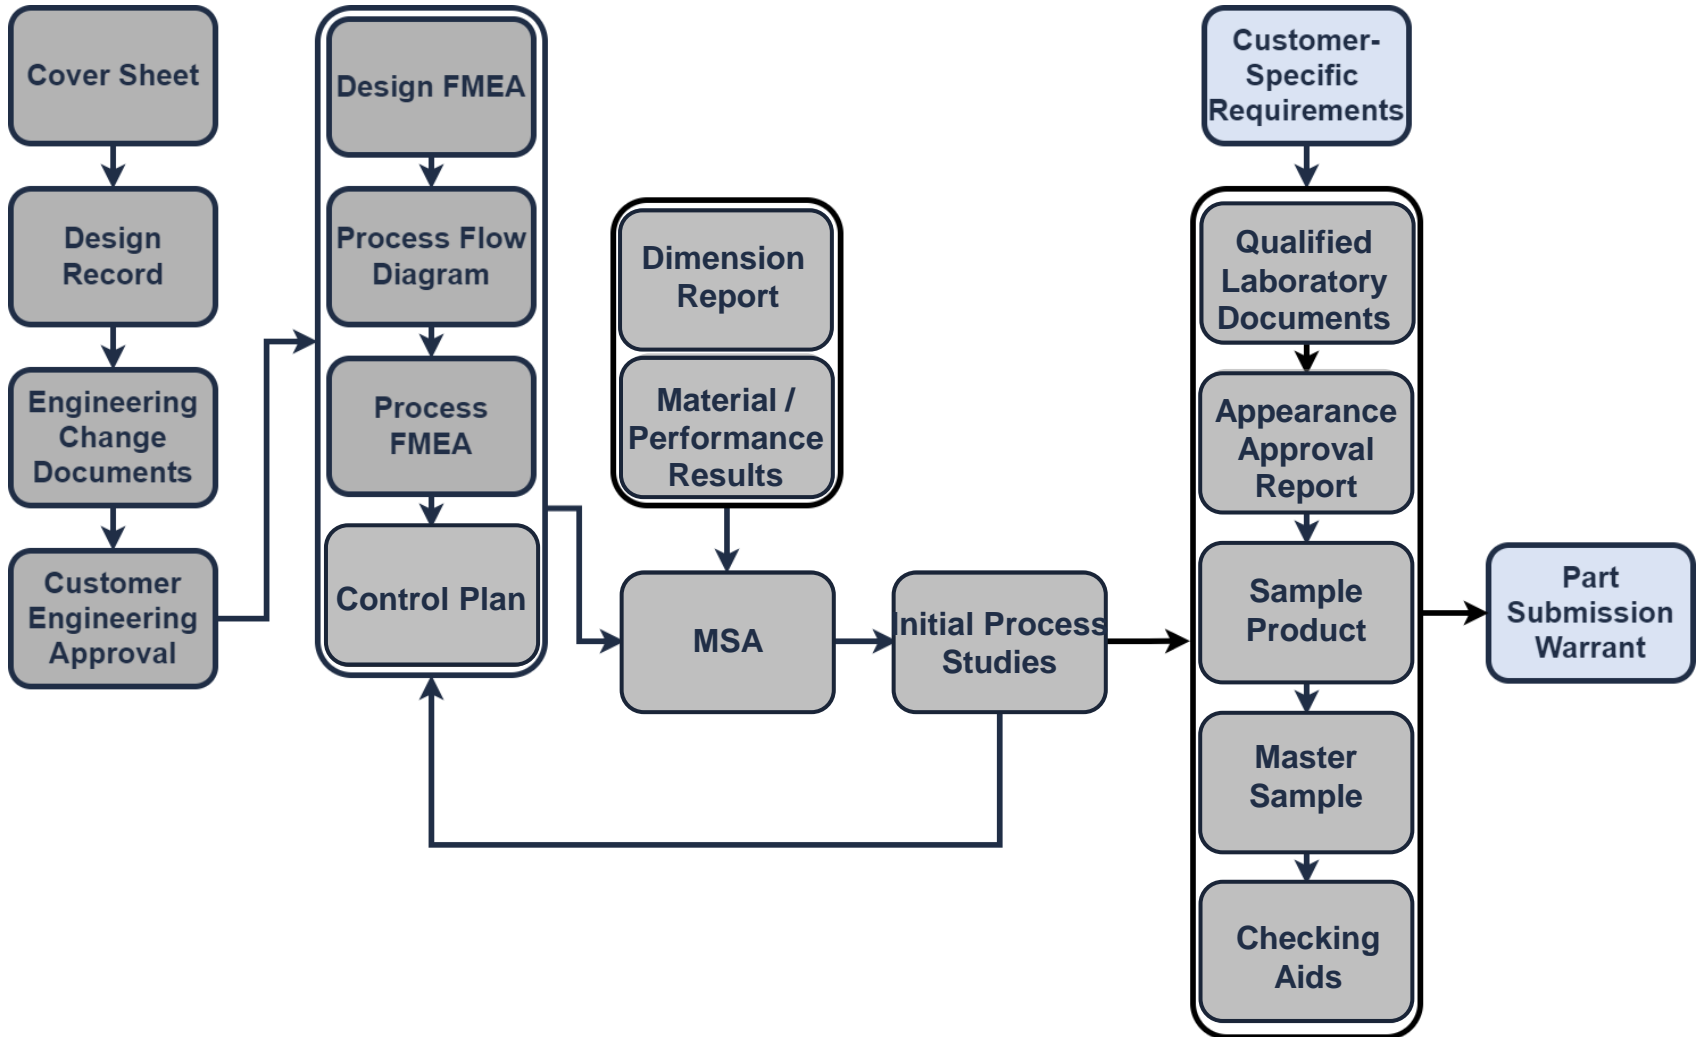 Cover Sheet
Design
Record
Engineering
Change
Documents
Customer
Engineering
Approval
Design FMEA
Process Flow
Diagram
Process
FMEA
Control Plan
Dimension
Report
Material /
Performance
Results
MSA
Initial Process
Studies
Customer-
Specific
Requirements
Qualified
Laboratory
Documents
Appearance
Approval
Report
Sample
Product
Master
Sample
Checking
Aids
Part
Submission
Warrant